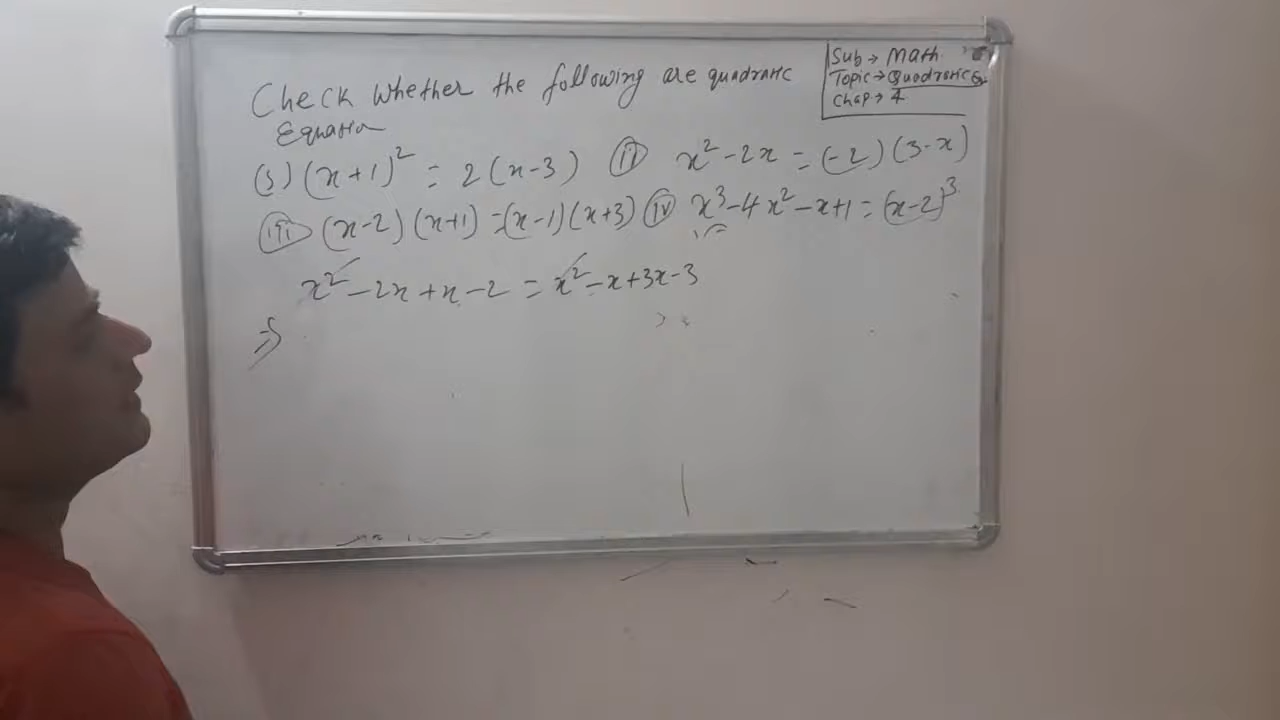 Check whether the following are quadratic
Equation
(i) (x+1)² = 2(x-3) (ii) x² - 2x = (-2)(3-x)
(iii) (x-2)(x+1) = (x-1)(x+3) (iv) x³ - 4x² - x + 1 = (x-2)³
x² - 2x + x - 2 = x² - x + 3x - 3
⇒
Sub → Math
Topic → Quadratic Eq
Chap → 4